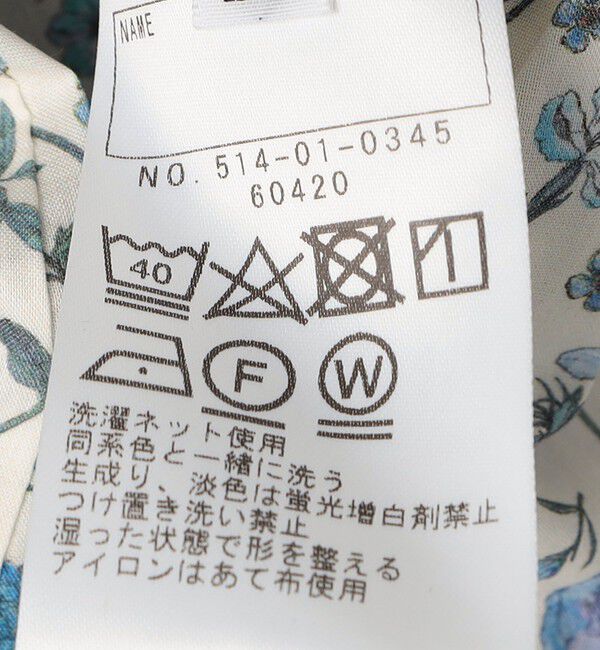 NAME
NO. 514-01-0345
60420
40
F
W
洗濯ネット使用
同系色と一緒に洗う
生成り、淡色は蛍光増白剤禁止
つけ置き洗い禁止
湿った状態で形を整える
アイロンはあて布使用